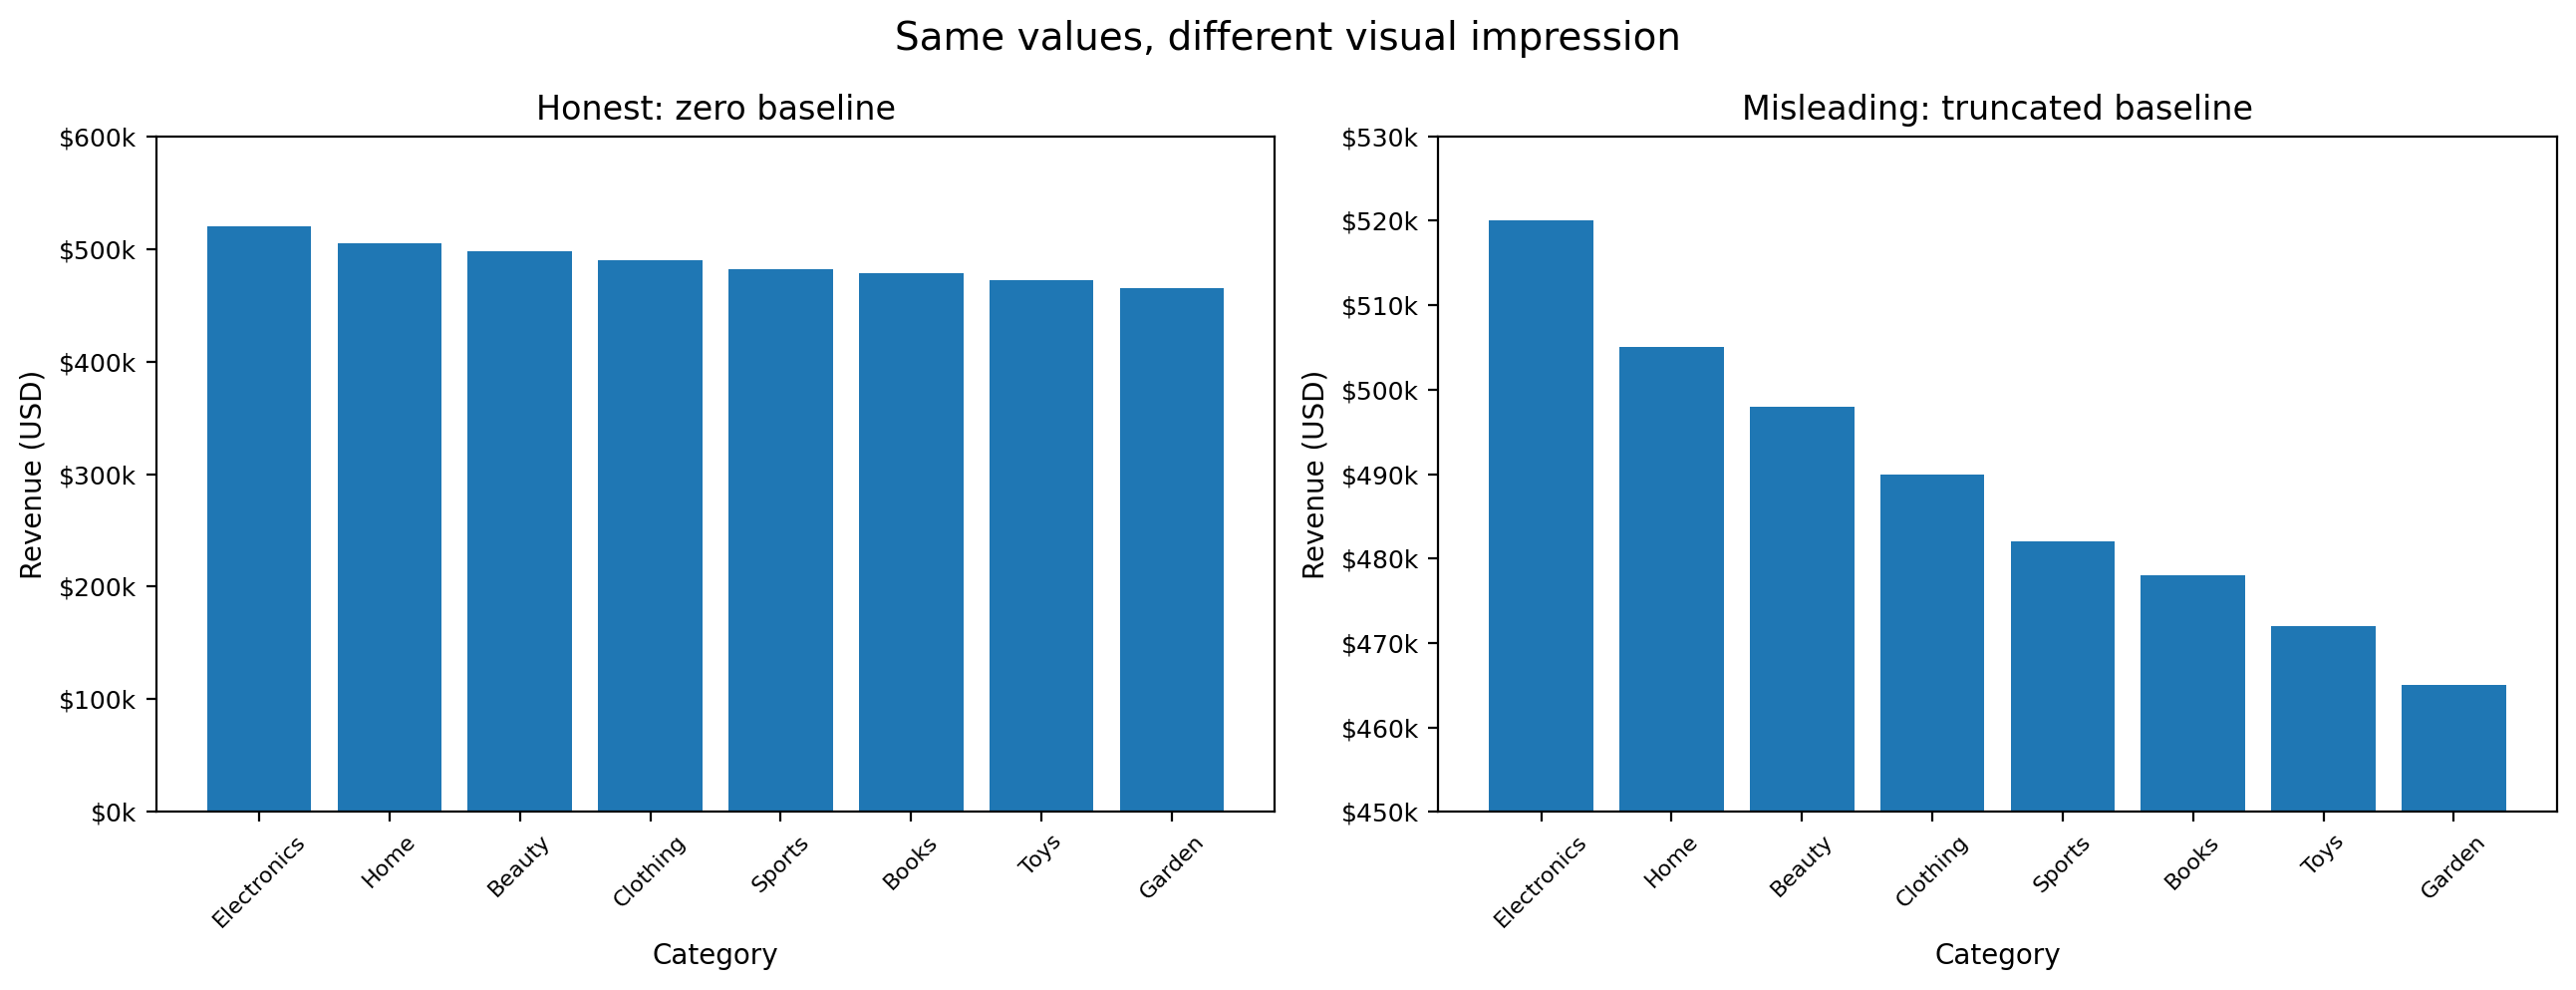 Same values, different visual impression
Honest: zero baseline
$600k
$500k
$400k
$300k
$200k
$100k
$0k
Revenue (USD)
Electronics
Home
Beauty
Clothing
Sports
Books
Toys
Garden
Category
Misleading: truncated baseline
$530k
$520k
$510k
$500k
$490k
$480k
$470k
$460k
$450k
Revenue (USD)
Electronics
Home
Beauty
Clothing
Sports
Books
Toys
Garden
Category